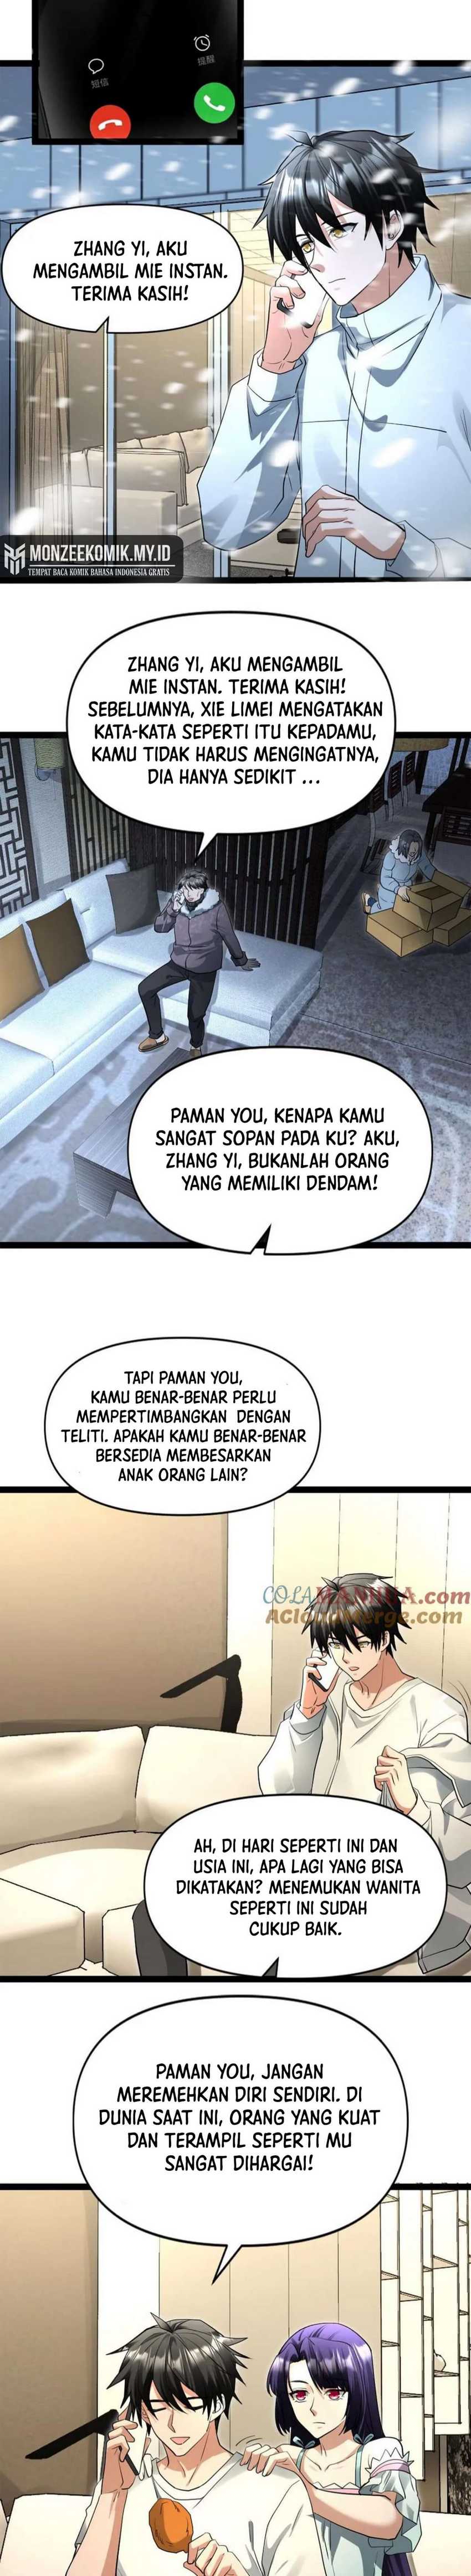 短信
提醒
ZHANG YI, AKU
MENGAMBIL MIE INSTAN.
TERIMA KASIH!
MONZEEKOMIK.MY.ID
TEMPAT BACA KOMIK BAHASA INDONESIA GRATIS
ZHANG YI, AKU MENGAMBIL
MIE INSTAN. TERIMA KASIH!
SEBELUMNYA, XIE LIMEI MENGATAKAN
KATA-KATA SEPERTI ITU KEPADAMU,
KAMU TIDAK HARUS MENGINGATNYA,
DIA HANYA SEDIKIT ...
PAMAN YOU, KENAPA KAMU
SANGAT SOPAN PADA KU? AKU,
ZHANG YI, BUKANLAH ORANG
YANG MEMILIKI DENDAM!
TAPI PAMAN YOU,
KAMU BENAR-BENAR PERLU
MEMPERTIMBANGKAN DENGAN
TELITI. APAKAH KAMU BENAR-BENAR
BERSEDIA MEMBESARKAN
ANAK ORANG LAIN?
COLAMANHUA.com
AH, DI HARI SEPERTI INI DAN
USIA INI, APA LAGI YANG BISA
DIKATAKAN? MENEMUKAN WANITA
SEPERTI INI SUDAH
CUKUP BAIK.
PAMAN YOU, JANGAN
MEREMEHKAN DIRI SENDIRI. DI
DUNIA SAAT INI, ORANG YANG KUAT
DAN TERAMPIL SEPERTI MU
SANGAT DIHARGAI!